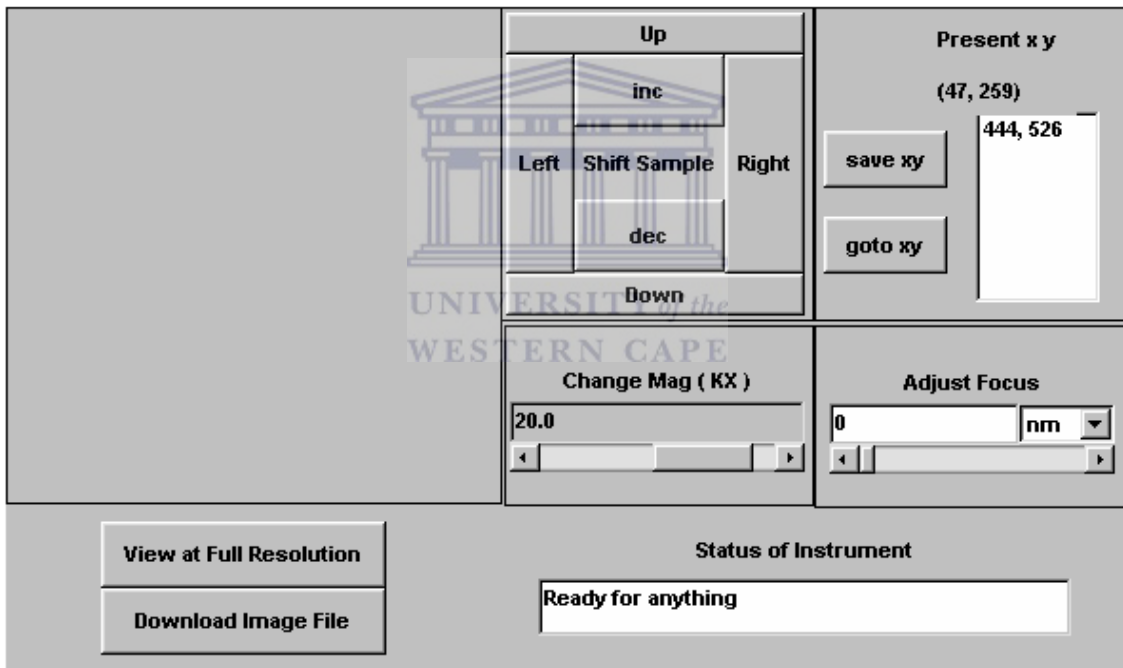 Up
inc
Left
Shift Sample
Right
dec
Down
Present x y
(47, 259)
save xy
444, 526
goto xy
UNIVERSITY of the
WESTERN CAPE
Change Mag ( KX )
20.0
Adjust Focus
0
nm
View at Full Resolution
Download Image File
Status of Instrument
Ready for anything